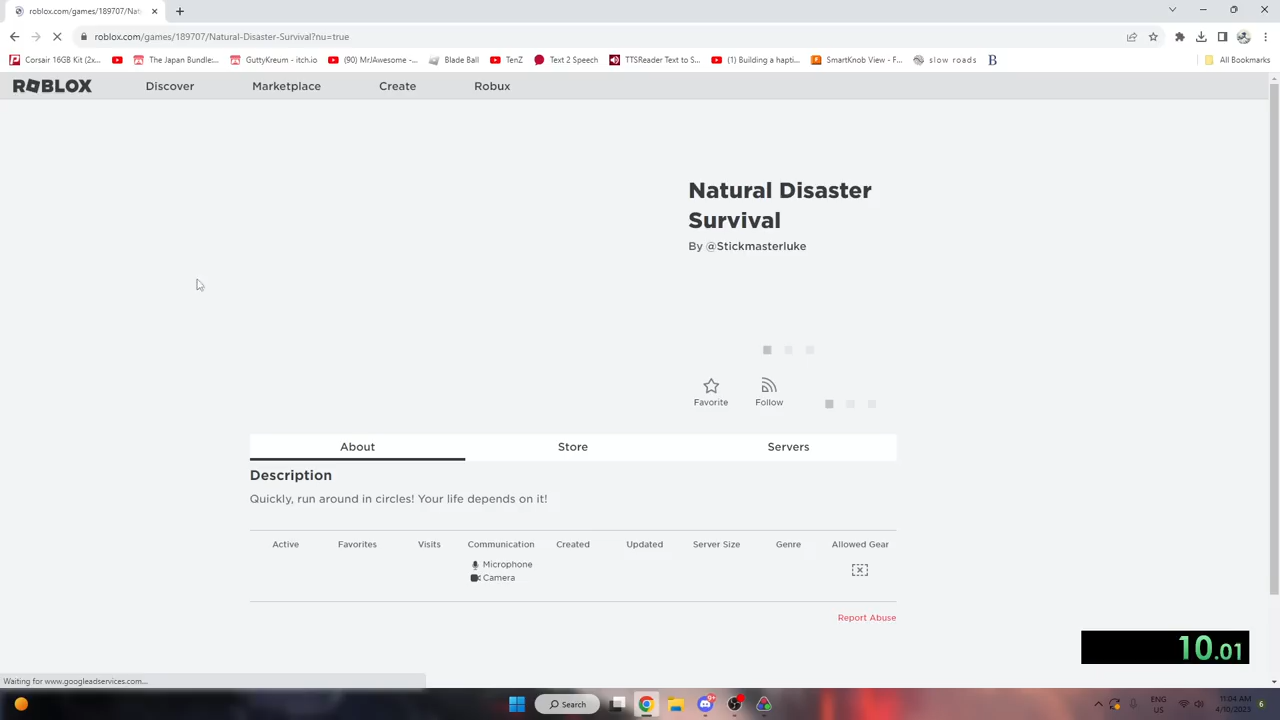 roblox.com/games/189707/Nat
roblox.com/games/189707/Natural-Disaster-Survival?nu=true
Corsair 16GB Kit (2x...
The Japan Bundle:...
GuttyKreum - itch.io
(90) MrJAwesome -...
Blade Ball
TenZ
Text 2 Speech
TTSReader Text to S...
(1) Building a hapti...
SmartKnob View - F...
slow roads
B
All Bookmarks
ROBLOX
Discover
Marketplace
Create
Robux
Natural Disaster
Survival
By @Stickmasterluke
Favorite
Follow
About
Store
Servers
Description
Quickly, run around in circles! Your life depends on it!
Active
Favorites
Visits
Communication
Created
Updated
Server Size
Genre
Allowed Gear
Microphone
Camera
Report Abuse
10.01
Waiting for www.googleadservices.com...
Search
9+
ENG
US
11:04 AM
4/10/2023
6